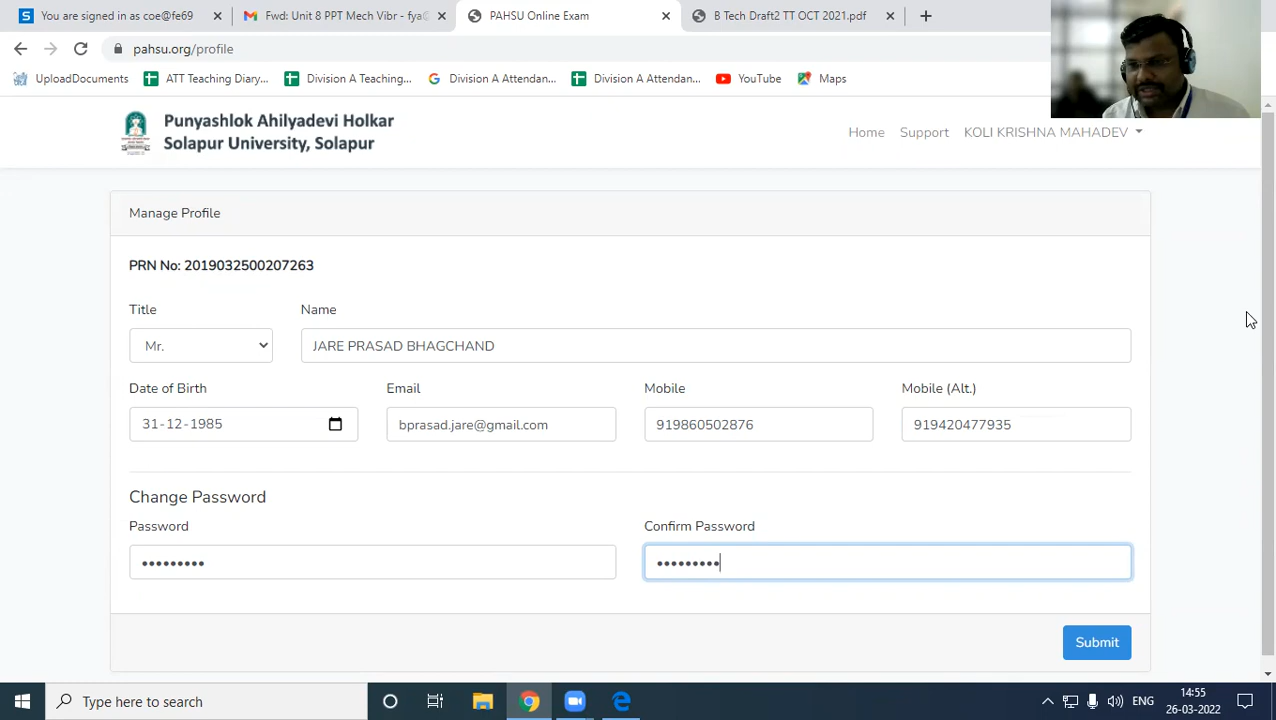 You are signed in as coe@fe69
Fwd: Unit 8 PPT Mech Vibr - fya@
PAHSU Online Exam
B Tech Draft2 TT OCT 2021.pdf
pahsu.org/profile
UploadDocuments
ATT Teaching Diary...
Division A Teaching...
Division A Attendan...
Division A Attendan...
YouTube
Maps
Punyashlok Ahilyadevi Holkar
Solapur University, Solapur
Home
Support
KOLI KRISHNA MAHADEV
Manage Profile
PRN No: 2019032500207263
Title
Name
Mr.
JARE PRASAD BHAGCHAND
Date of Birth
Email
Mobile
Mobile (Alt.)
31-12-1985
bprasad.jare@gmail.com
919860502876
919420477935
Change Password
Password
Confirm Password
•••••••••
•••••••••
Submit
Type here to search
ENG
14:55
26-03-2022